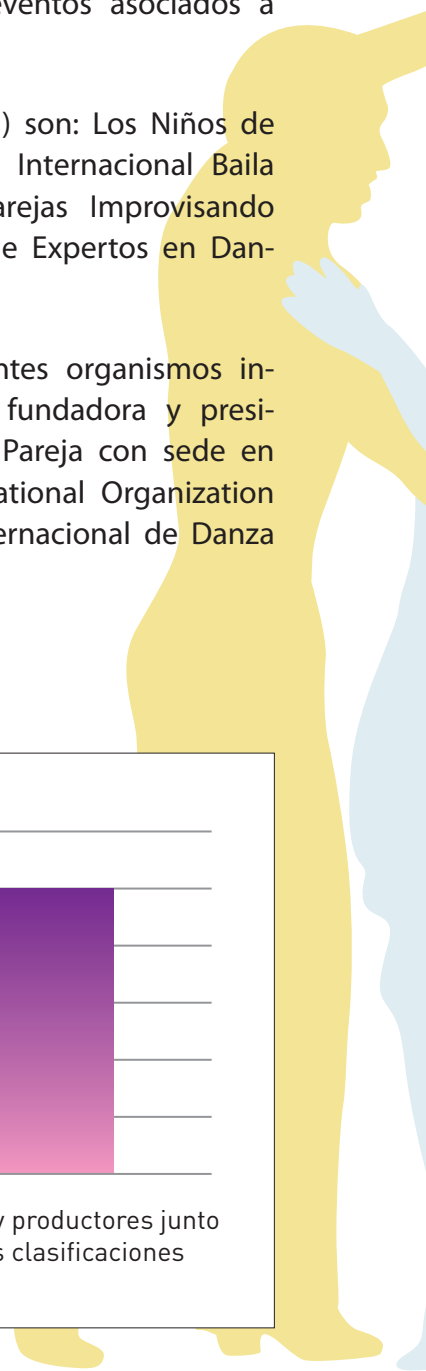 eventos asociados a
) son: Los Niños de
Internacional Baila
arejas Improvisando
e Expertos en Dan-
ntes organismos in-
fundadora y presi-
Pareja con sede en
ational Organization
ernacional de Danza
y productores junto
s clasificaciones